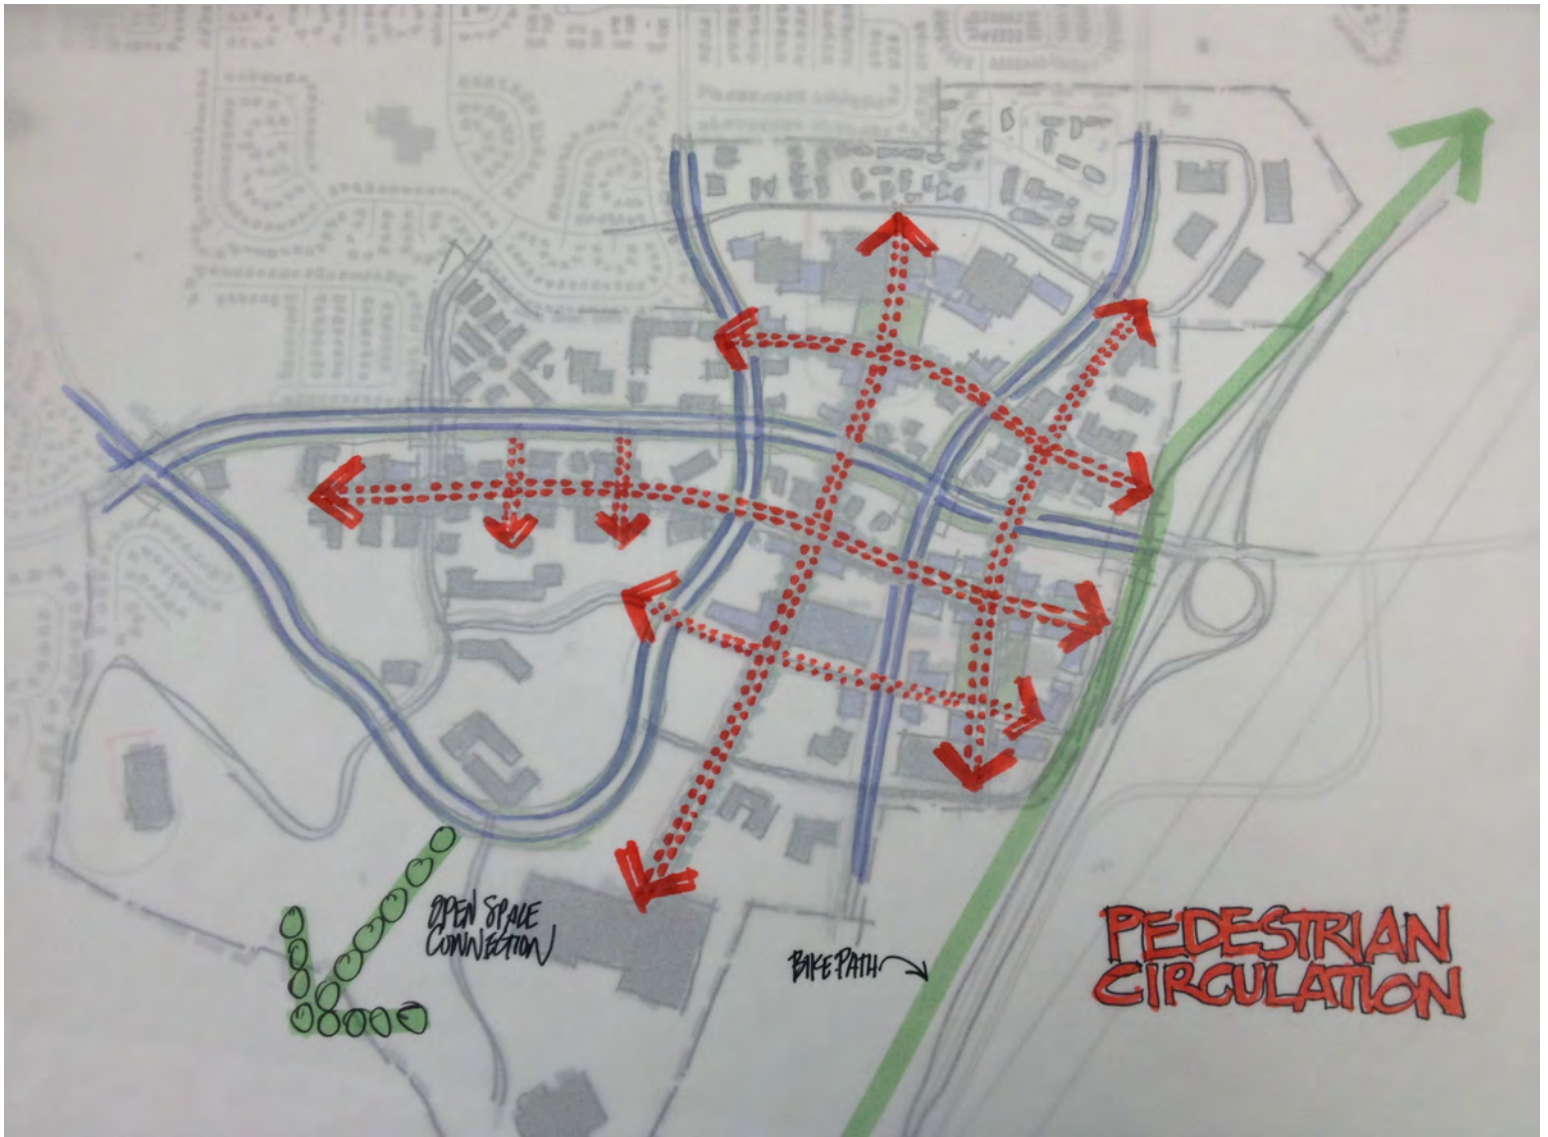 OPEN SPACE
CONNECTION
BIKE PATH
PEDESTRIAN
CIRCULATION